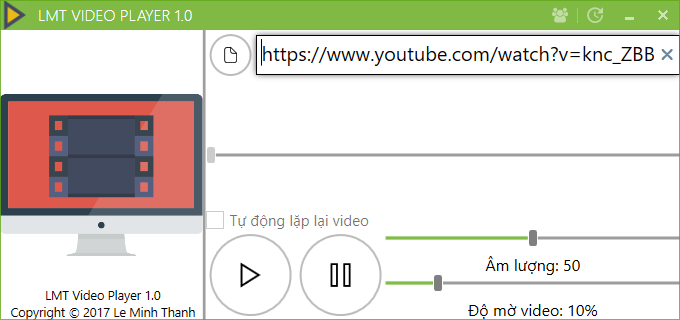 LMT VIDEO PLAYER 1.0
https://www.youtube.com/watch?v=knc_ZBB
Tự động lặp lại video
Âm lượng: 50
Độ mờ video: 10%
LMT Video Player 1.0
Copyright © 2017 Le Minh Thanh